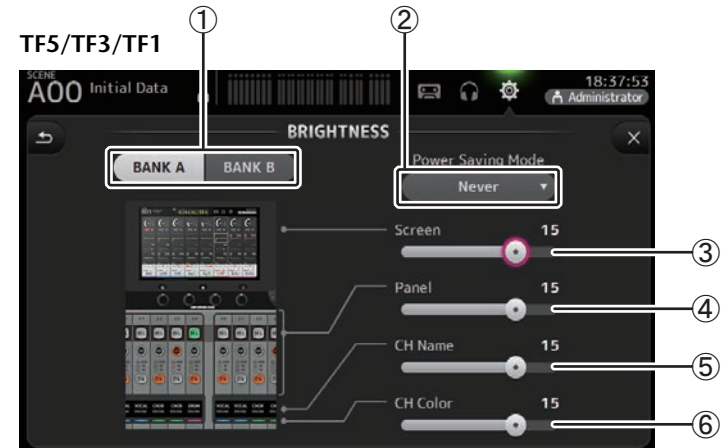 ① ②
TF5/TF3/TF1
SCENE
A00 Initial Data
18:37:53
Administrator
BRIGHTNESS
BANK A BANK B
Power Saving Mode
Never
Screen 15
③
Panel 15
④
CH Name 15
⑤
CH Color 15
⑥